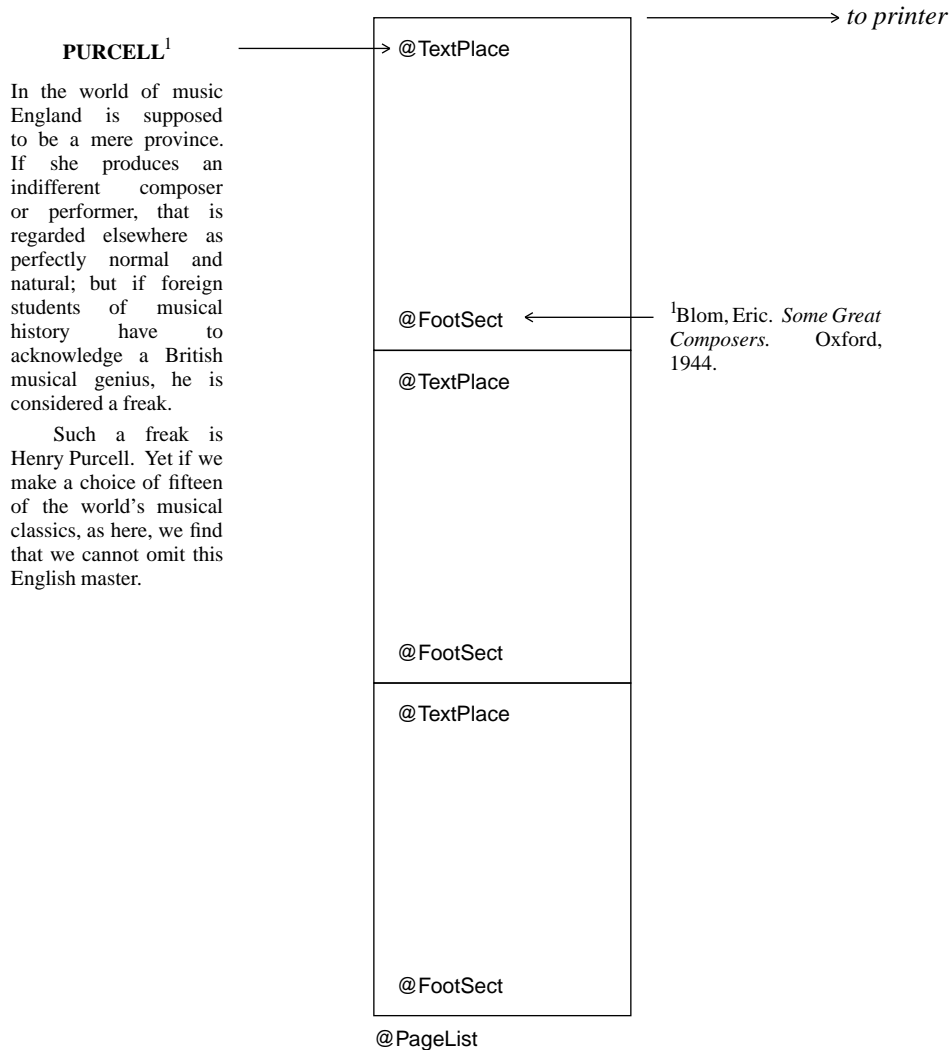 to printer
PURCELL1
In the world of music
England is supposed
to be a mere province.
If she produces an
indifferent composer
or performer, that is
regarded elsewhere as
perfectly normal and
natural; but if foreign
students of musical
history have to
acknowledge a British
musical genius, he is
considered a freak.
Such a freak is
Henry Purcell. Yet if we
make a choice of fifteen
of the world's musical
classics, as here, we find
that we cannot omit this
English master.
@TextPlace
@FootSect
1Blom, Eric. Some Great
Composers. Oxford,
1944.
@TextPlace
@FootSect
@TextPlace
@FootSect
@PageList